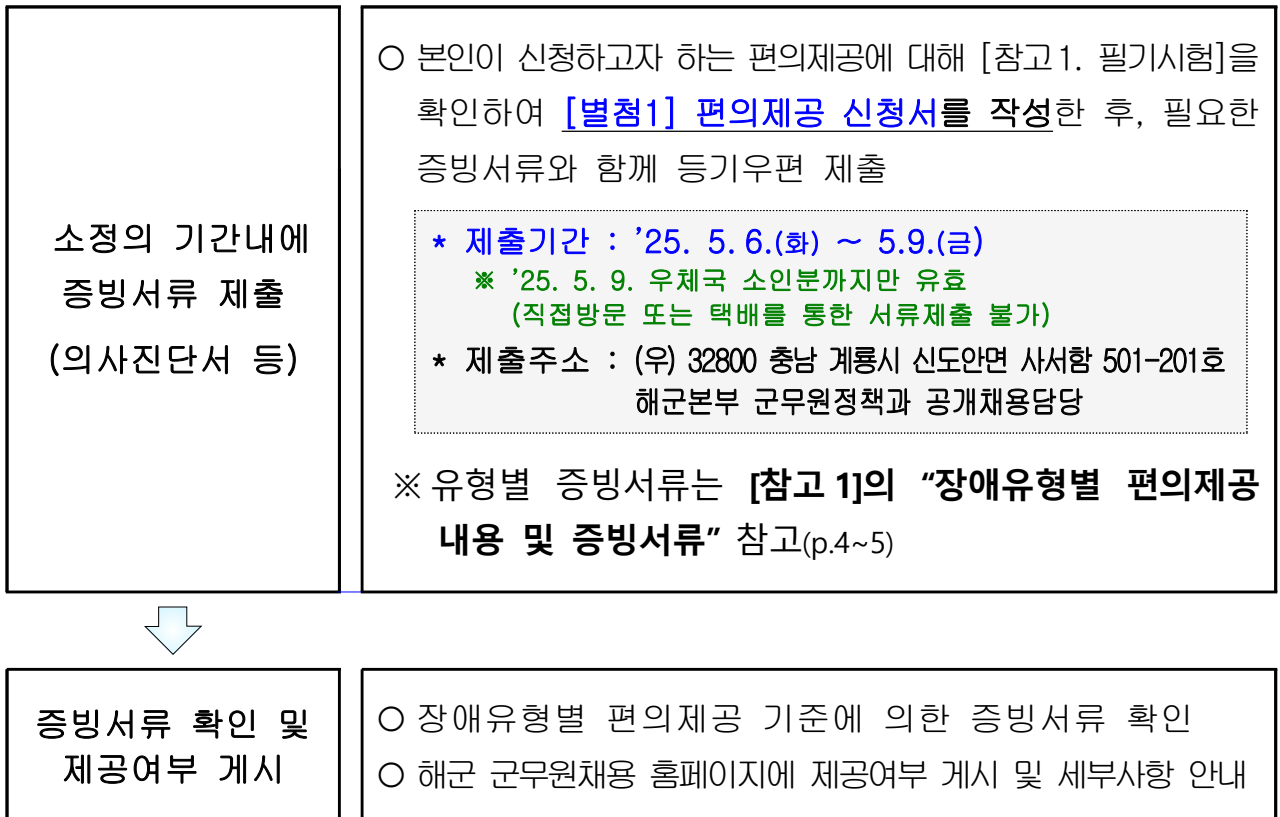 소정의 기간내에
증빙서류 제출
(의사진단서 등)
○ 본인이 신청하고자 하는 편의제공에 대해 [참고1. 필기시험]을
확인하여 [별첨1] 편의제공 신청서를 작성한 후, 필요한
증빙서류와 함께 등기우편 제출
* 제출기간 : ’25. 5. 6.(화) ~ 5.9.(금)
※ ’25. 5. 9. 우체국 소인분까지만 유효
(직접방문 또는 택배를 통한 서류제출 불가)
* 제출주소 : (우) 32800 충남 계룡시 신도안면 사서함 501-201호
해군본부 군무원정책과 공개채용담당
※ 유형별 증빙서류는 [참고 1]의 “장애유형별 편의제공
내용 및 증빙서류” 참고(p.4~5)
증빙서류 확인 및
제공여부 게시
○ 장애유형별 편의제공 기준에 의한 증빙서류 확인
○ 해군 군무원채용 홈페이지에 제공여부 게시 및 세부사항 안내